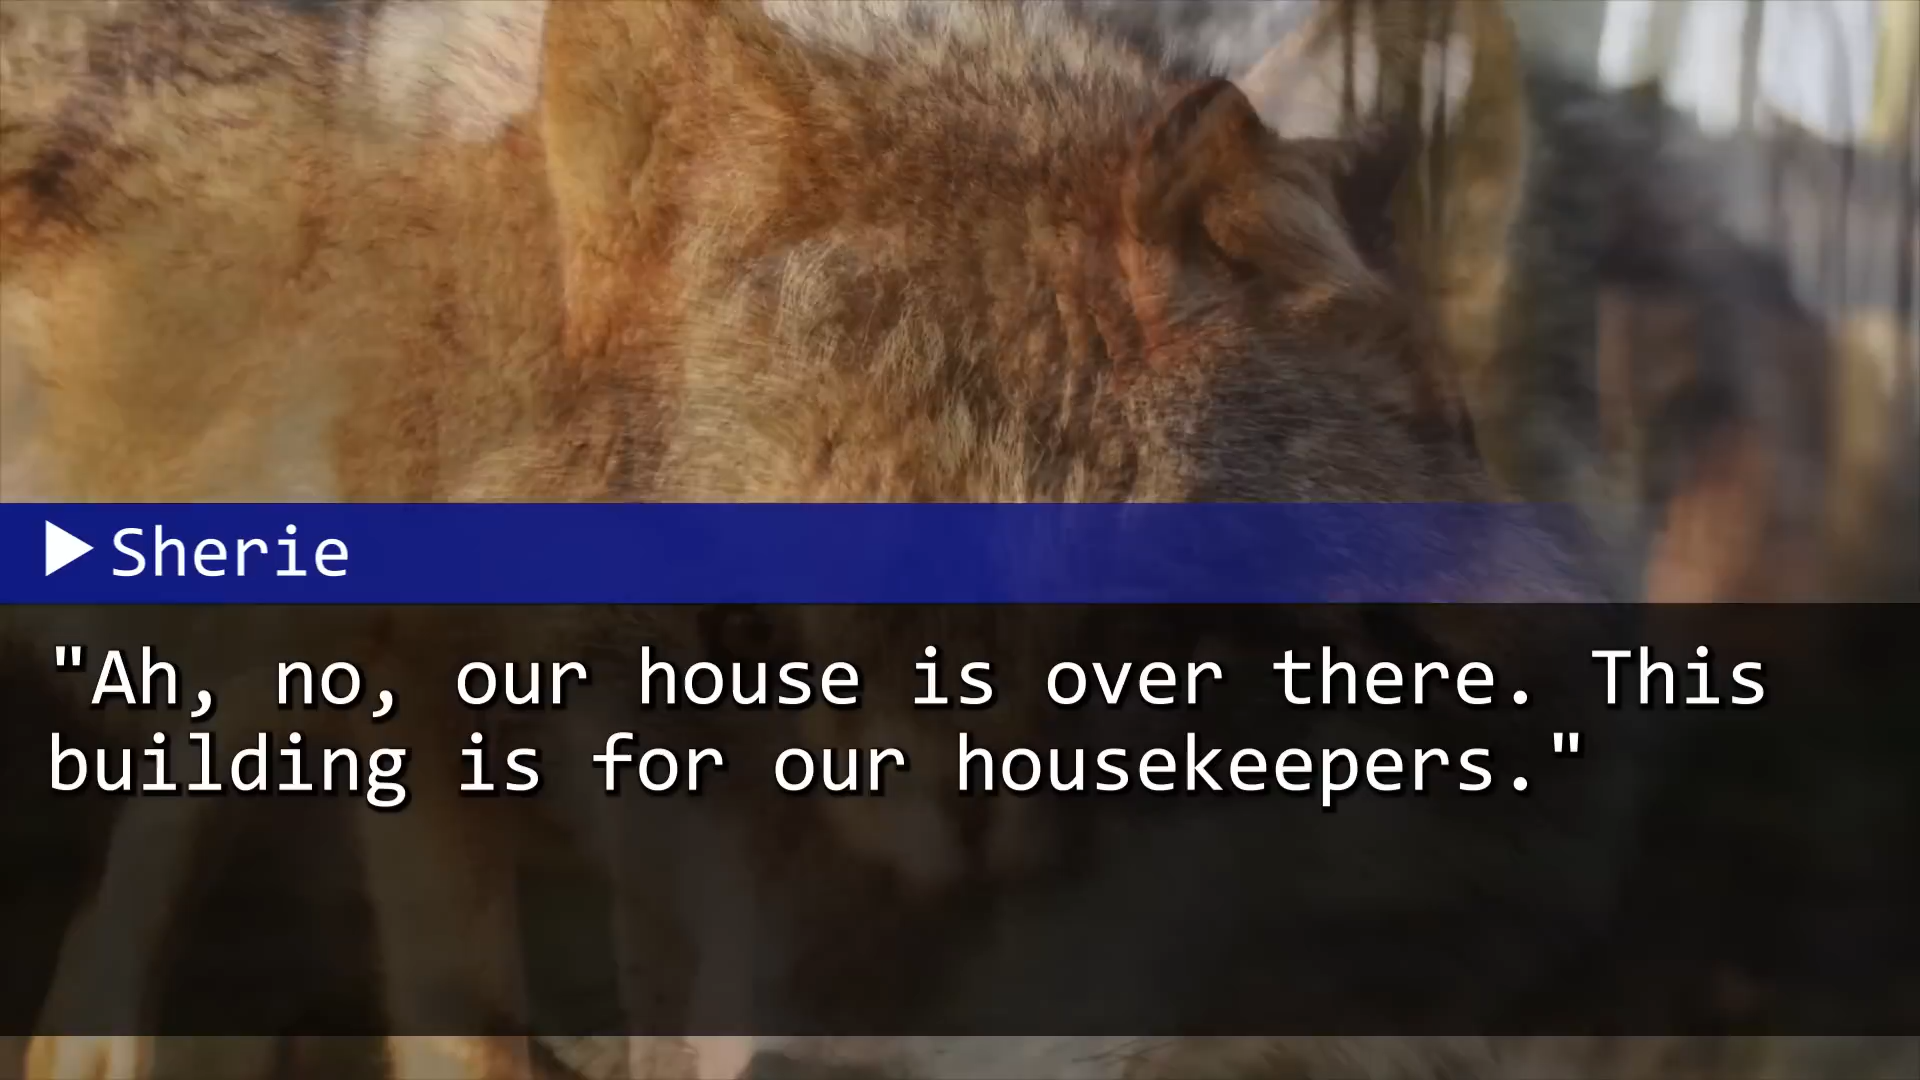 Sherie
"Ah, no, our house is over there. This
building is for our housekeepers."